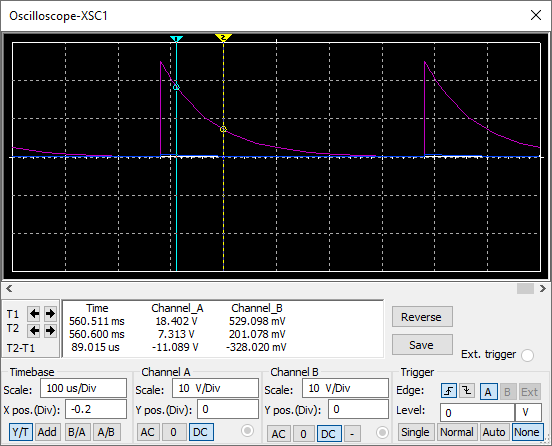 Oscilloscope-XSC1
1 2
T1
T2
T2-T1
Time Channel_A Channel_B
560.511 ms 18.402 V 529.098 mV
560.600 ms 7.313 V 201.078 mV
89.015 us -11.089 V -328.020 mV
Reverse
Save
Ext. trigger
Timebase
Scale: 100 us/Div
X pos.(Div): -0.2
Y/T Add B/A A/B
Channel A
Scale: 10 V/Div
Y pos.(Div): 0
AC 0 DC
Channel B
Scale: 10 V/Div
Y pos.(Div): 0
AC 0 DC -
Trigger
Edge: A B Ext
Level: 0 V
Single Normal Auto None